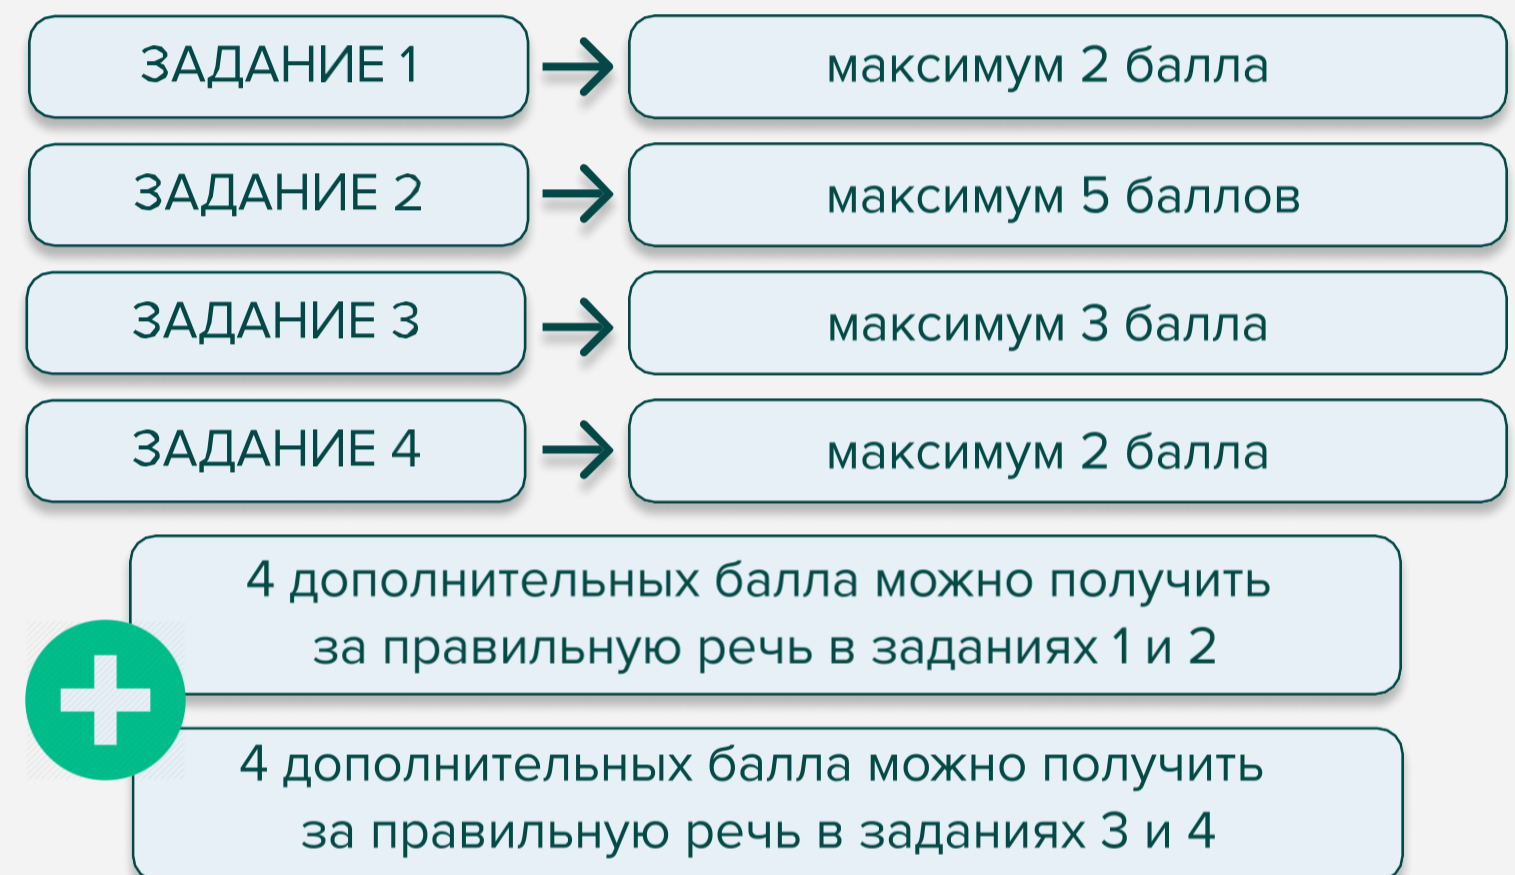 ЗАДАНИЕ 1
максимум 2 балла
ЗАДАНИЕ 2
максимум 5 баллов
ЗАДАНИЕ 3
максимум 3 балла
ЗАДАНИЕ 4
максимум 2 балла
4 дополнительных балла можно получить
за правильную речь в заданиях 1 и 2
4 дополнительных балла можно получить
за правильную речь в заданиях 3 и 4